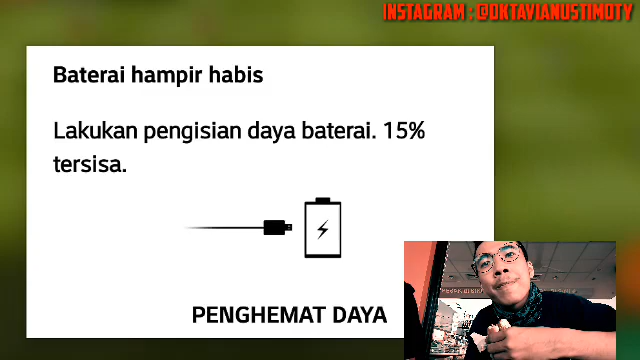 INSTAGRAM : @OKTAVIANUSTIMOTY
Baterai hampir habis
Lakukan pengisian daya baterai. 15%
tersisa.
PENGHEMAT DAYA